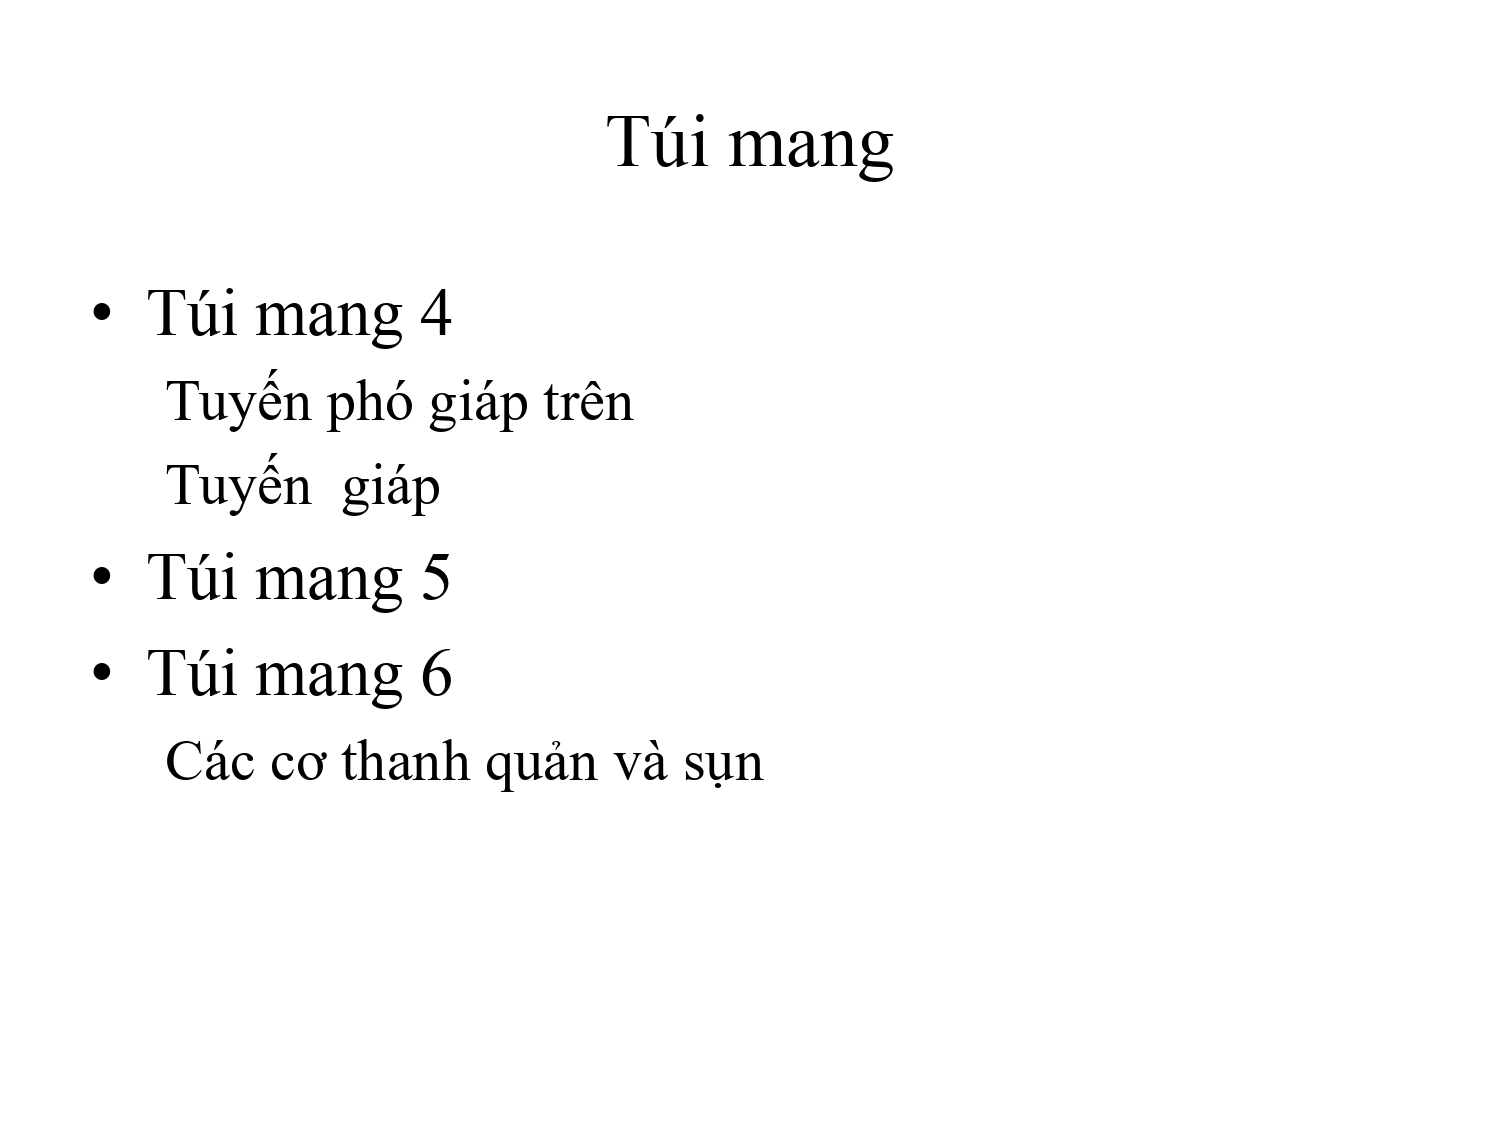 Túi mang
• Túi mang 4
Tuyến phó giáp trên
Tuyến  giáp
• Túi mang 5
• Túi mang 6
Các cơ thanh quản và sụn